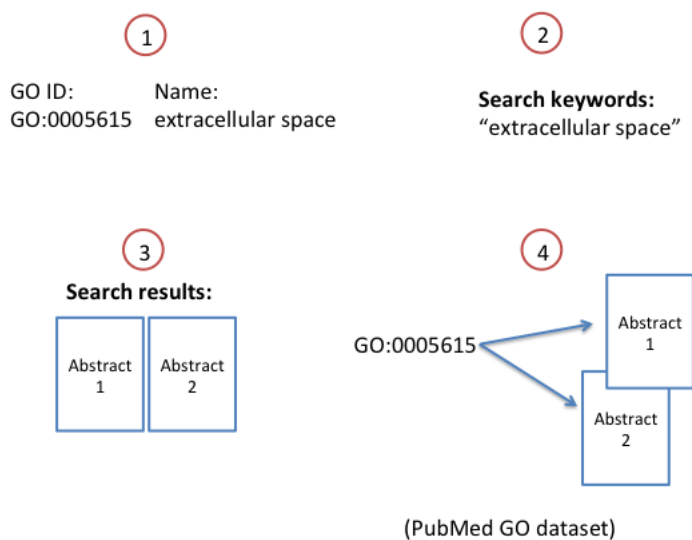 1
GO ID: Name:
GO:0005615 extracellular space
2
Search keywords:
“extracellular space”
3
Search results:
Abstract
1
Abstract
2
4
GO:0005615
Abstract
1
Abstract
2
(PubMed GO dataset)